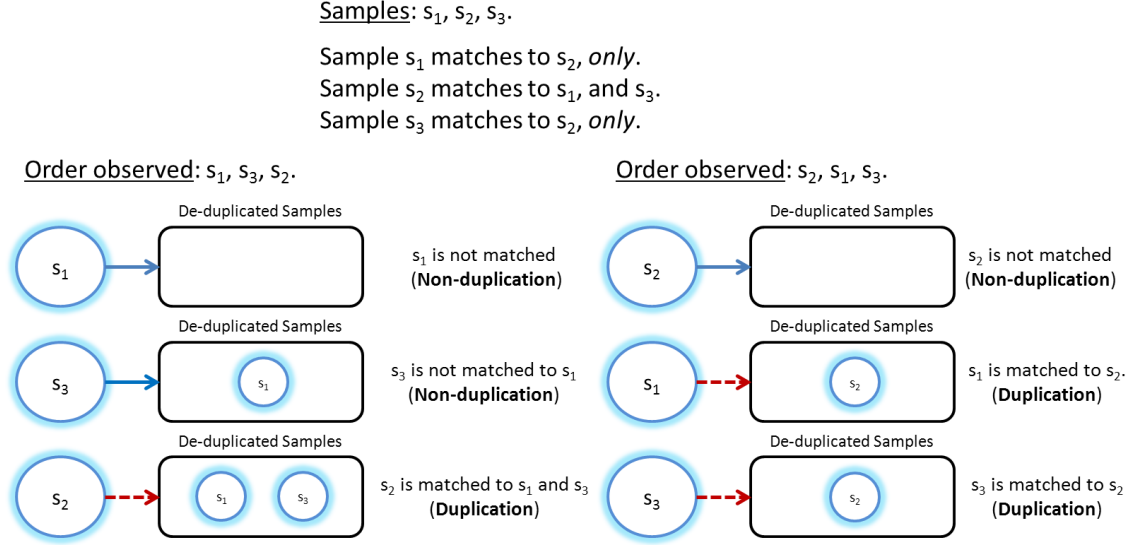 Samples: s₁, s₂, s₃.
Sample s₁ matches to s₂, only.
Sample s₂ matches to s₁, and s₃.
Sample s₃ matches to s₂, only.
Order observed: s₁, s₃, s₂.
De-duplicated Samples
s₁
s₁ is not matched
(Non-duplication)
De-duplicated Samples
s₃
s₁
s₃ is not matched to s₁
(Non-duplication)
De-duplicated Samples
s₂
s₁
s₃
s₂ is matched to s₁ and s₃
(Duplication)
Order observed: s₂, s₁, s₃.
De-duplicated Samples
s₂
s₂ is not matched
(Non-duplication)
De-duplicated Samples
s₁
s₂
s₁ is matched to s₂.
(Duplication)
De-duplicated Samples
s₃
s₂
s₃ is matched to s₂
(Duplication)